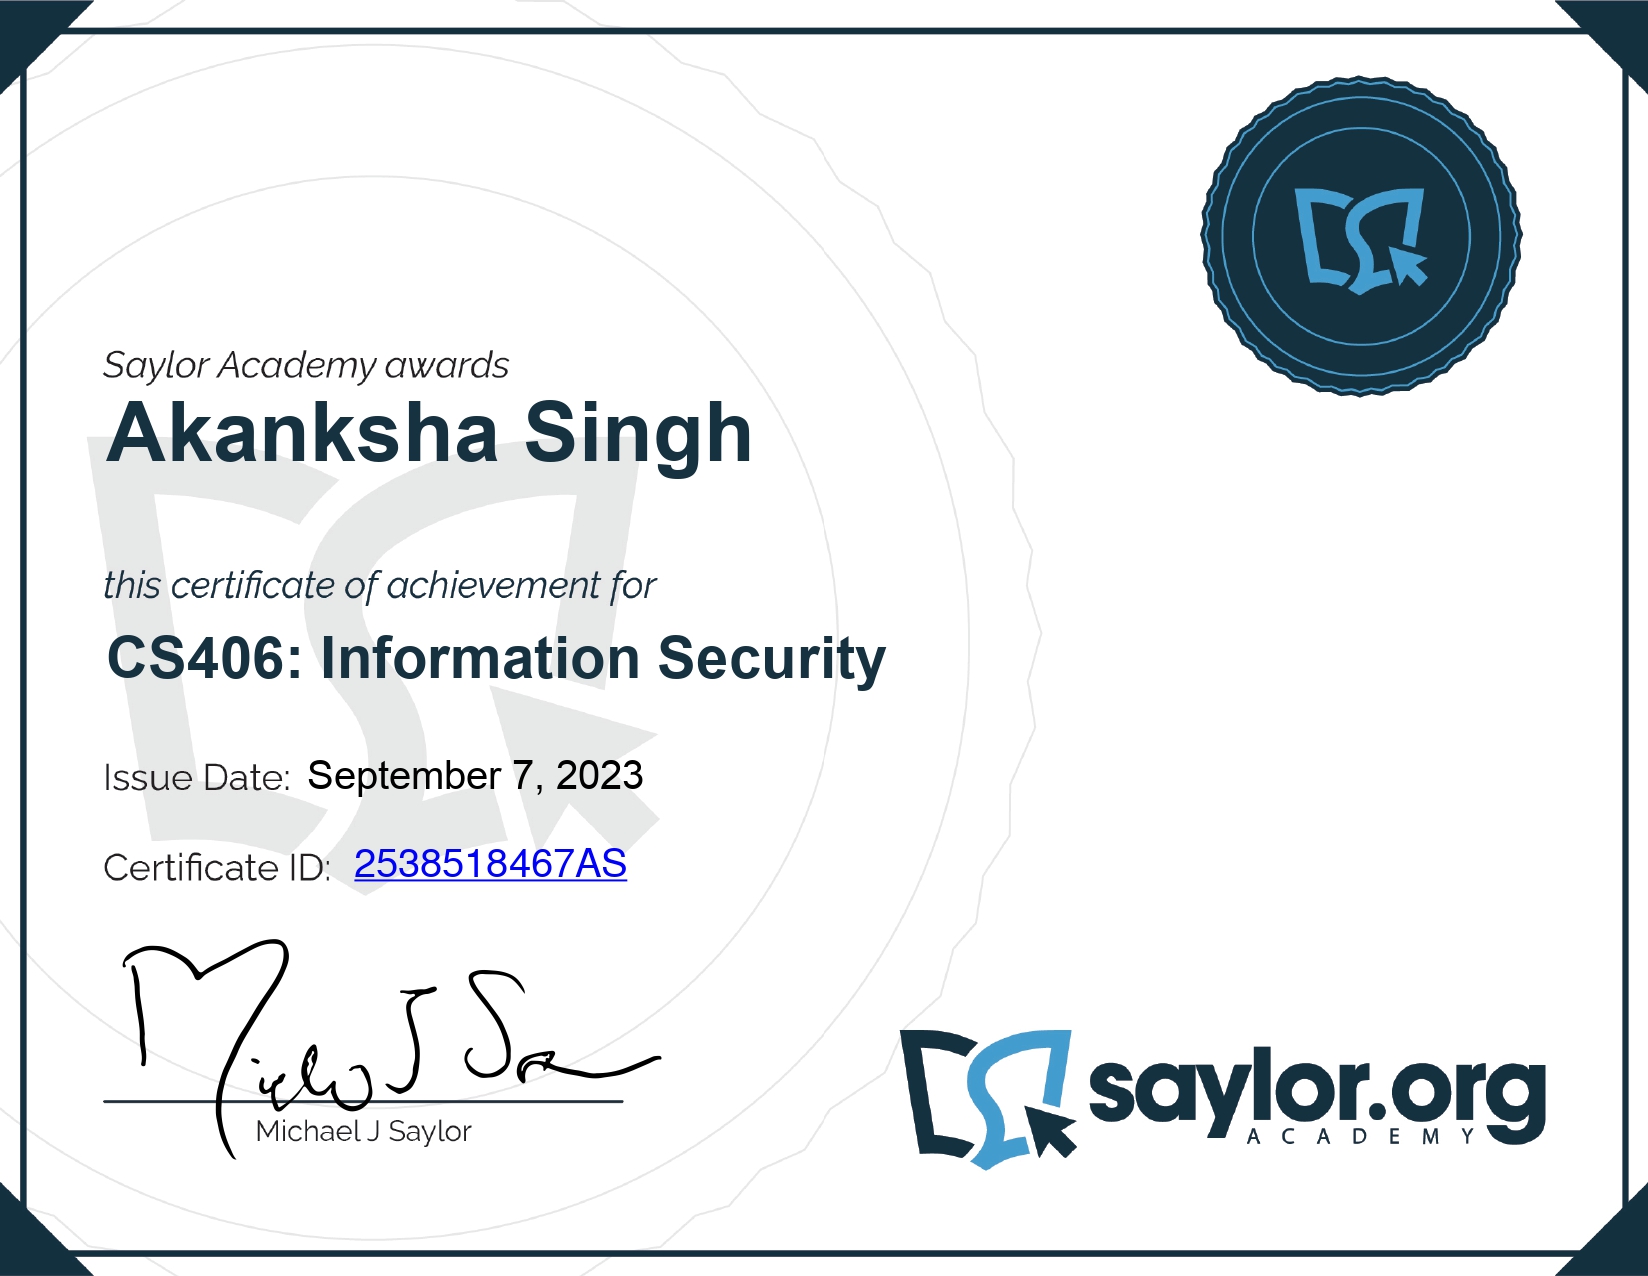 Saylor Academy awards
Akanksha Singh
this certificate of achievement for
CS406: Information Security
Issue Date: September 7, 2023
Certificate ID: 2538518467AS
Michael J Saylor
saylor.org
ACADEMY